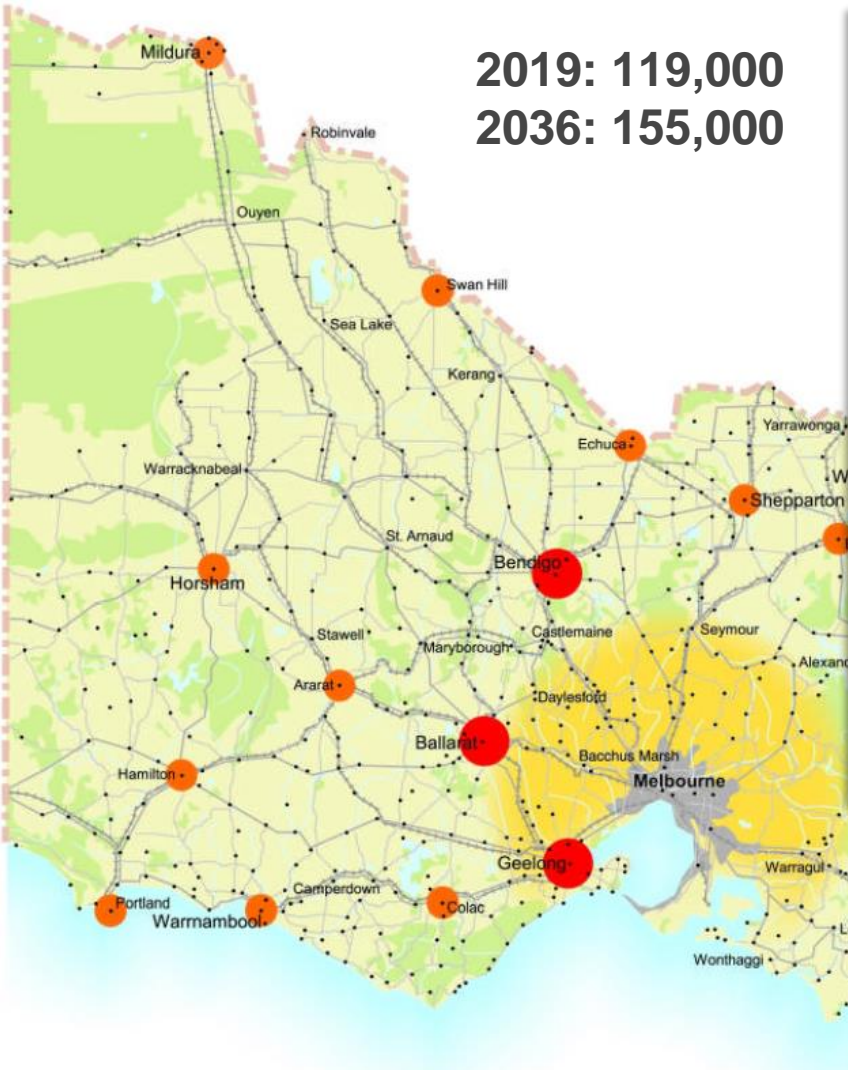 2019: 119,000
2036: 155,000
Mildura
Robinvale
Ouyen
Swan Hill
Sea Lake
Kerang
Yarrawonga
Echuca
Warracknabeal
W
Shepparton
St. Arnaud
Bendigo
Horsham
Stawell
Castlemaine
Seymour
Maryborough
Alexand
Ararat
Daylesford
Ballarat
Bacchus Marsh
Hamilton
Melbourne
Geelong
Warragul
Camperdown
Portland
Colac
Warrnambool
L
Wonthaggi